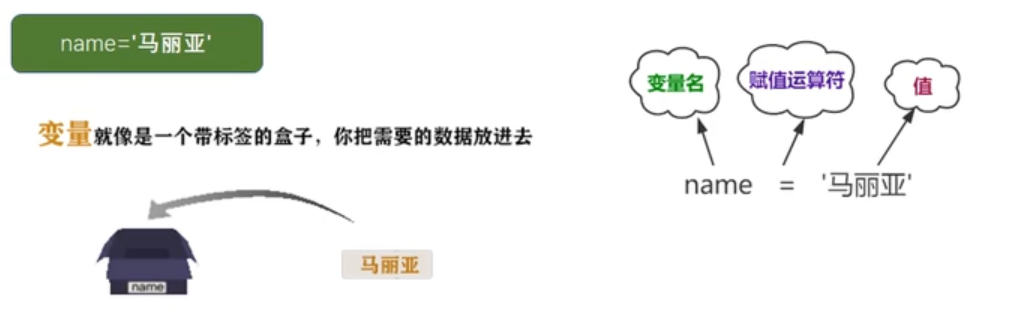 name='马丽亚'
变量就像是一个带标签的盒子，你把需要的数据放进去
name
马丽亚
变量名
赋值运算符
值
name = '马丽亚'